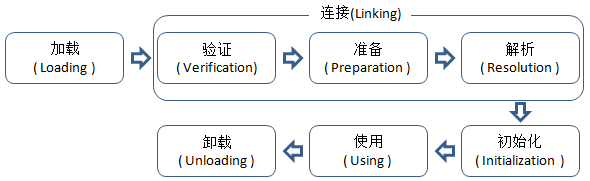 连接(Linking)
加载
( Loading )
验证
( Verification)
准备
( Preparation )
解析
( Resolution )
初始化
( Initialization )
使用
( Using )
卸载
( Unloading )